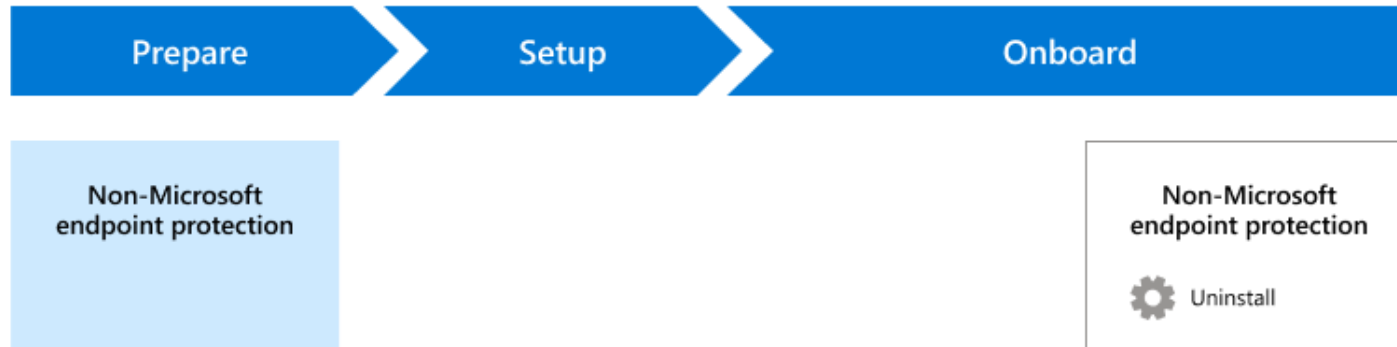 Prepare
Setup
Onboard
Non-Microsoft
endpoint protection
Non-Microsoft
endpoint protection
Uninstall